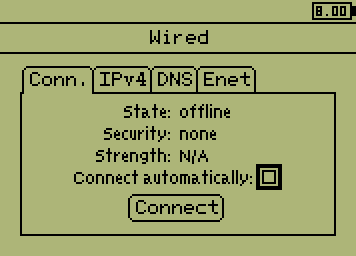 8.00
Wired
Conn. IPv4 DNS Enet
State: offline
Security: none
Strength: N/A
Connect automatically:
Connect